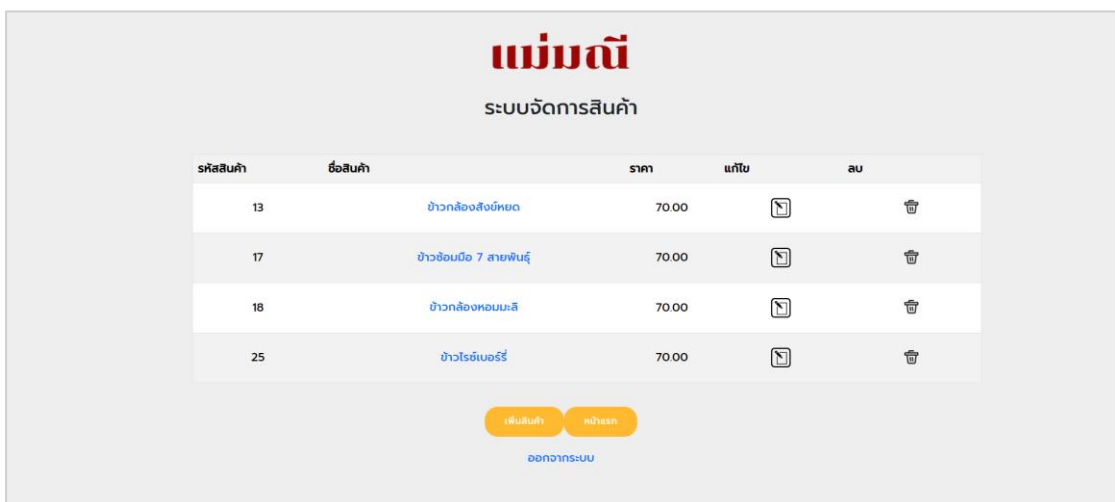 แม่มณี
ระบบจัดการสินค้า
รหัสสินค้า ชื่อสินค้า ราคา แก้ไข ลบ
13 ข้าวกล้องสังข์หยด 70.00
17 ข้าวซ้อมมือ 7 สายพันธุ์ 70.00
18 ข้าวกล้องหอมมะลิ 70.00
25 ข้าวไรซ์เบอร์รี่ 70.00
เพิ่มสินค้า หน้าแรก
ออกจากระบบ